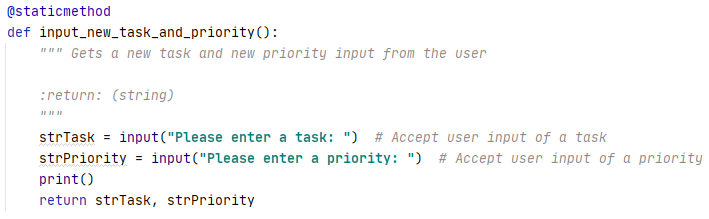 @staticmethod
def input_new_task_and_priority():
    """ Gets a new task and new priority input from the user

    :return: (string)
    """
    strTask = input("Please enter a task: ")  # Accept user input of a task
    strPriority = input("Please enter a priority: ")  # Accept user input of a priority
    print()
    return strTask, strPriority